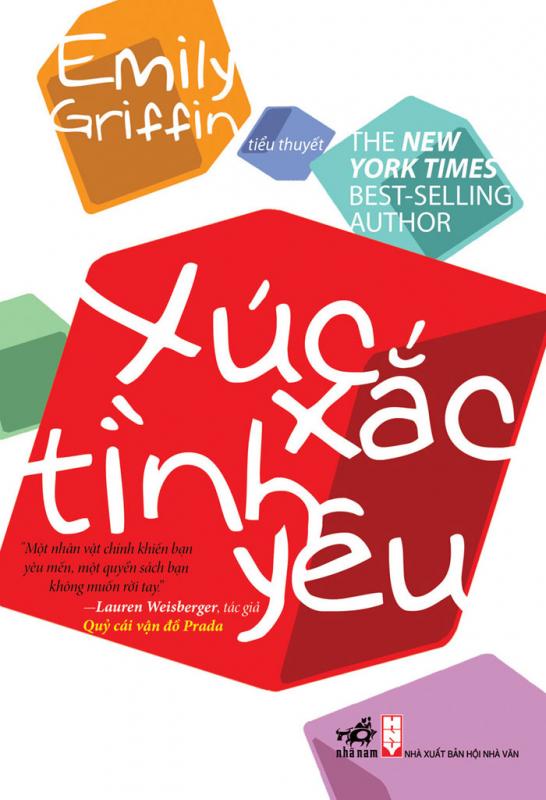 Emily
Griffin
tiểu thuyết
THE NEW
YORK TIMES
BEST-SELLING
AUTHOR
xúc
xắc
tình
yêu
"Một nhân vật chính khiến bạn
yêu mến, một quyển sách bạn
không muốn rời tay."
—Lauren Weisberger, tác giả
Quỷ cái vận đồ Prada
nhã nam
NHÀ XUẤT BẢN HỘI NHÀ VĂN